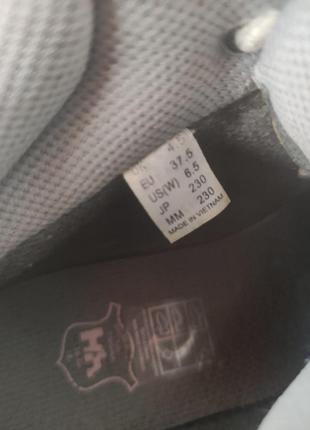 EU 37.5
US(W) 6.5
JP 230
MM 230
MADE IN VIETNAM